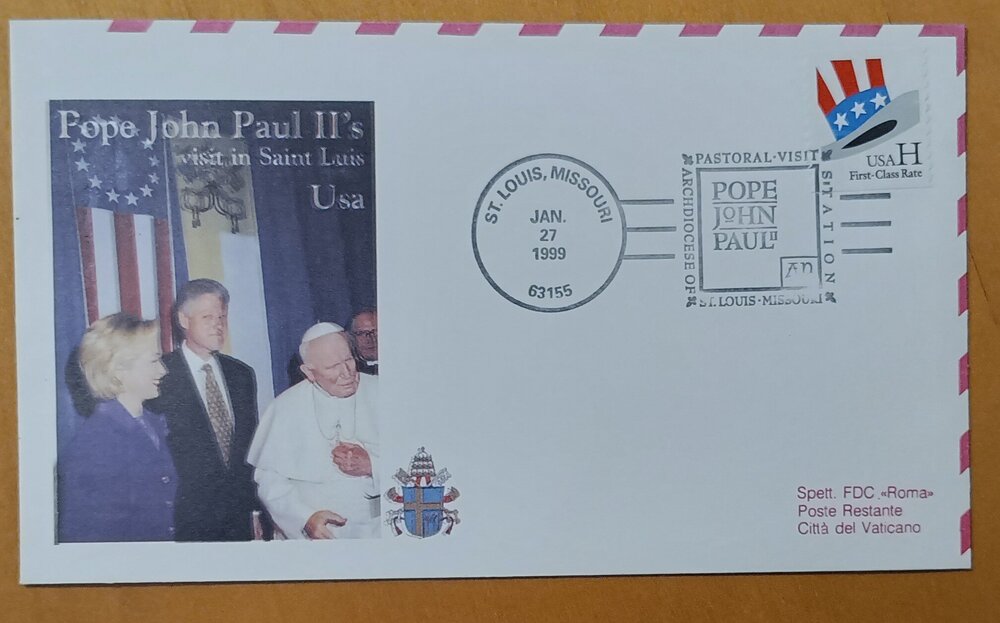 Pope John Paul II's
visit in Saint Luis
Usa
ST. LOUIS, MISSOURI
JAN.
27
1999
63155
PASTORAL·VISIT
STATION
ARCHDIOCESE OF
ST. LOUIS·MISSOURI
POPE
JOHN
PAUL II
USA H
First-Class Rate
Spett. FDC «Roma»
Poste Restante
Città del Vaticano